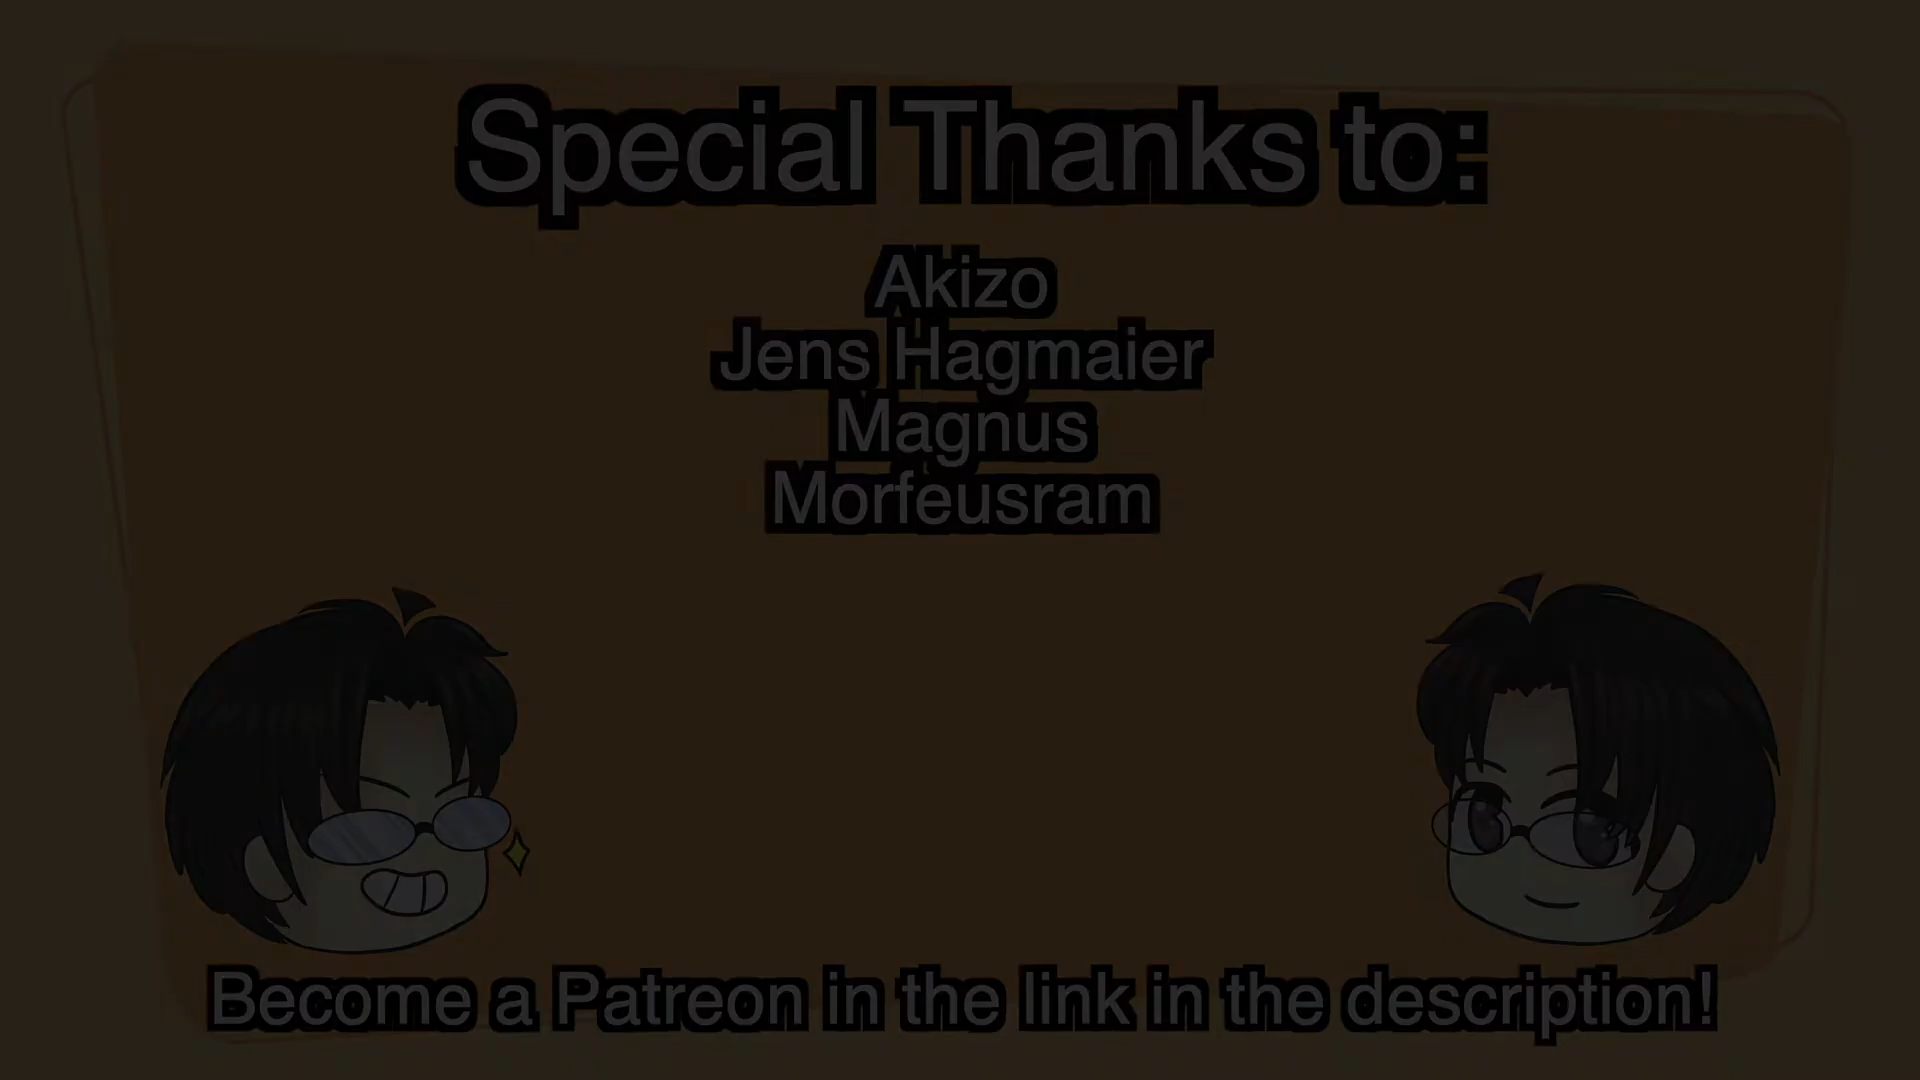 Special Thanks to:
Akizo
Jens Hagmaier
Magnus
Morfeusram
Become a Patreon in the link in the description!